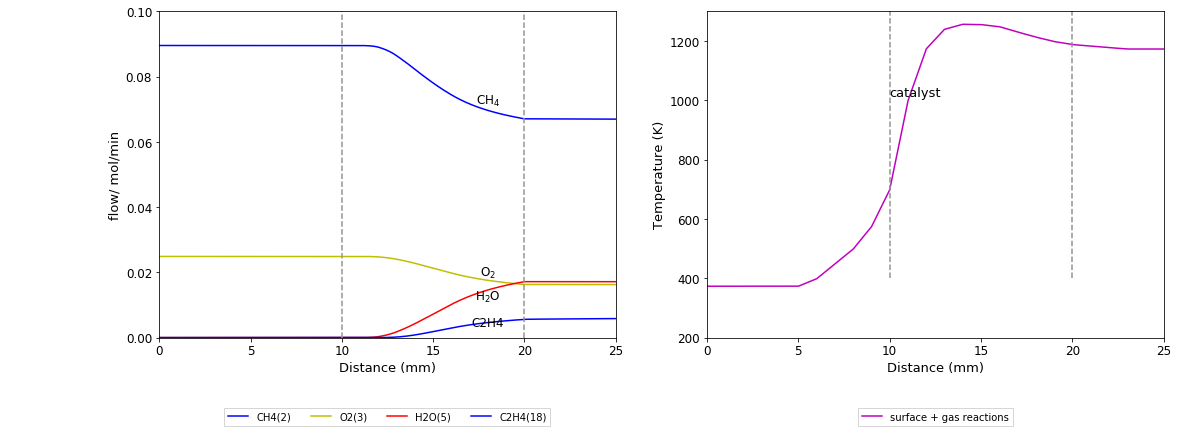 0.10
0.08
0.06
0.04
0.02
0.00
flow/ mol/min
CH₄
O₂
H₂O
C2H4
0 5 10 15 20 25
Distance (mm)
CH4(2) O2(3) H2O(5) C2H4(18)
1200
1000
800
600
400
200
Temperature (K)
catalyst
0 5 10 15 20 25
Distance (mm)
surface + gas reactions